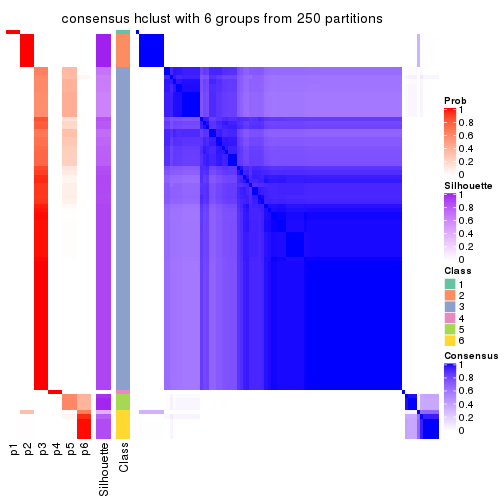 consensus hclust with 6 groups from 250 partitions
Prob
1
0.8
0.6
0.4
0.2
0
Silhouette
1
0.8
0.6
0.4
0.2
0
Class
1
2
3
4
5
6
Consensus
1
0.8
0.6
0.4
0.2
0
p1
p2
p3
p4
p5
p6
Silhouette
Class